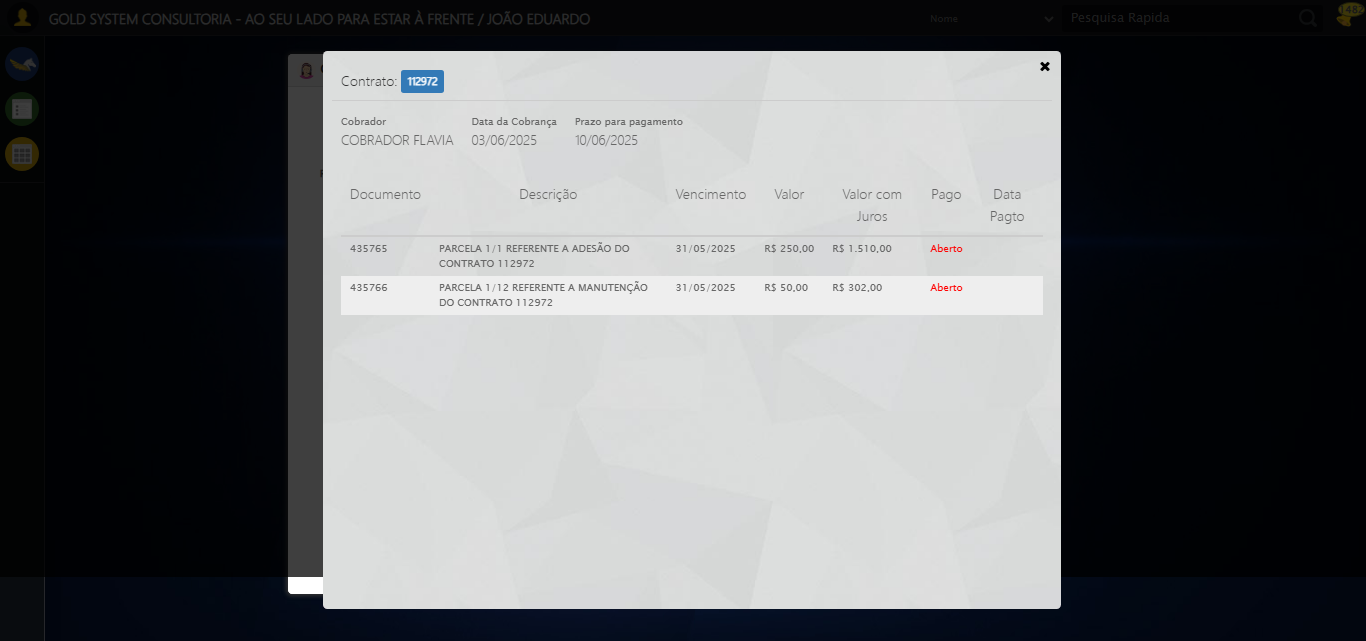 GOLD SYSTEM CONSULTORIA - AO SEU LADO PARA ESTAR À FRENTE / JOÃO EDUARDO
Nome
Pesquisa Rapida
Contrato: 112972
Cobrador Data da Cobrança Prazo para pagamento
COBRADOR FLAVIA 03/06/2025 10/06/2025
Documento Descrição Vencimento Valor Valor com Juros Pago Data Pagto
435765 PARCELA 1/1 REFERENTE A ADESÃO DO 31/05/2025 R$ 250,00 R$ 1.510,00 Aberto
CONTRATO 112972
435766 PARCELA 1/12 REFERENTE A MANUTENÇÃO 31/05/2025 R$ 50,00 R$ 302,00 Aberto
DO CONTRATO 112972